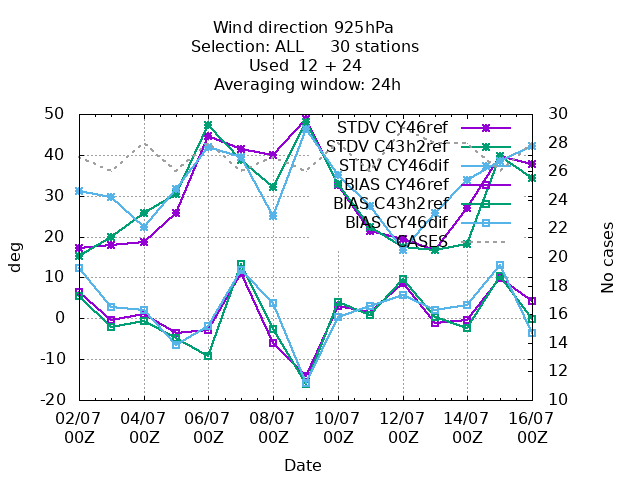 Wind direction 925hPa
Selection: ALL 30 stations
Used 12 + 24
Averaging window: 24h
50
40
30
20
10
0
-10
-20
deg
30
28
26
24
22
20
18
16
14
12
10
No cases
STDV CY46ref
STDV C43h2ref
STDV CY46dif
BIAS CY46ref
BIAS C43h2ref
BIAS CY46dif
CASES
02/07 04/07 06/07 08/07 10/07 12/07 14/07 16/07
00Z 00Z 00Z 00Z 00Z 00Z 00Z 00Z
Date